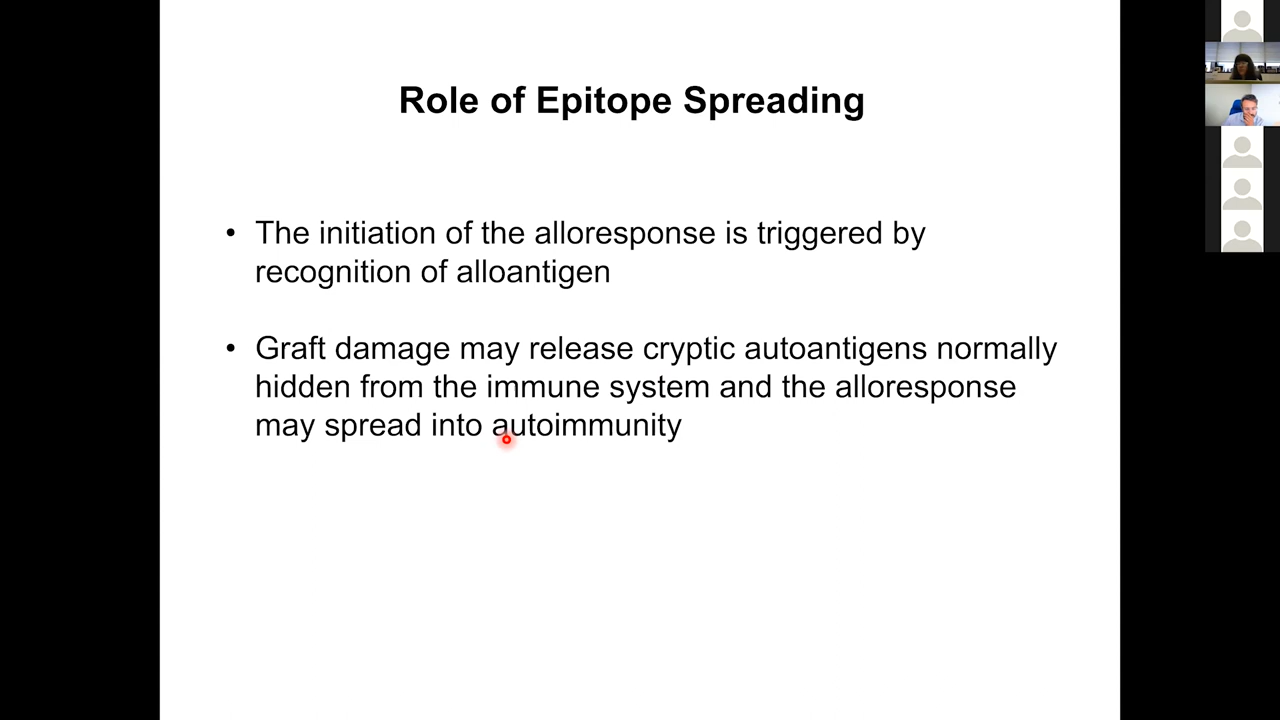 Role of Epitope Spreading
• The initiation of the alloresponse is triggered by
recognition of alloantigen
• Graft damage may release cryptic autoantigens normally
hidden from the immune system and the alloresponse
may spread into autoimmunity